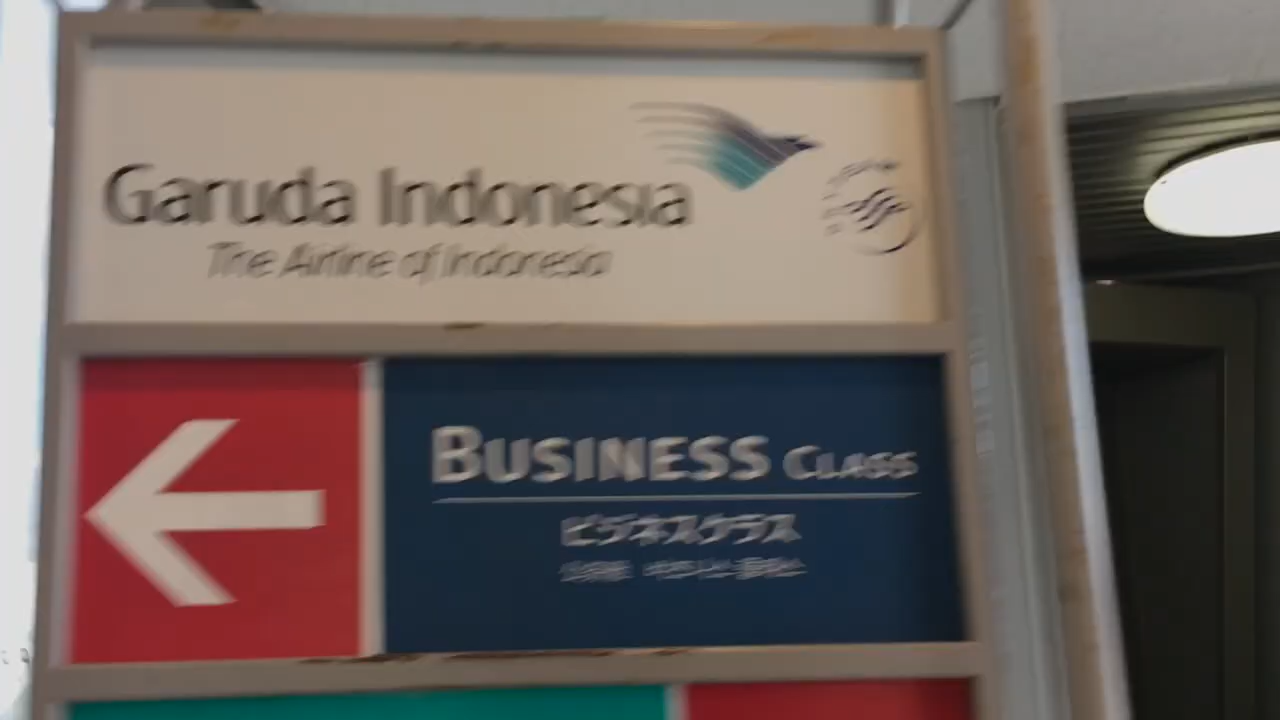 Garuda Indonesia
The Airline of Indonesia
BUSINESS CLASS
ビジネスクラス